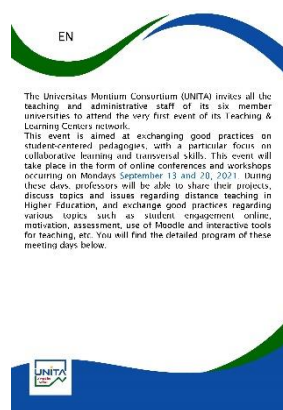 EN
The Universitas Montium Consortium (UNITA) invites all the
teaching and administrative staff of its six member
universities to attend the very first event of its Teaching &
Learning Centers network.
This event is aimed at exchanging good practices on
student-centered pedagogies, with a particular focus on
collaborative learning and transversal skills. This event will
take place in the form of online conferences and workshops
occurring on Mondays September 13 and 20, 2021. During
these days, professors will be able to share their projects,
discuss topics and issues regarding distance teaching in
Higher Education, and exchange good practices regarding
various topics such as student engagement online,
motivation, assessment, use of Moodle and interactive tools
for teaching, etc. You will find the detailed program of these
meeting days below.
UNITA